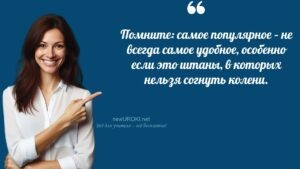 Помните: самое популярное – не
всегда самое удобное, особенно
если это штаны, в которых
нельзя согнуть колени.
newUROKI.net
Всё для учителя – всё бесплатно!